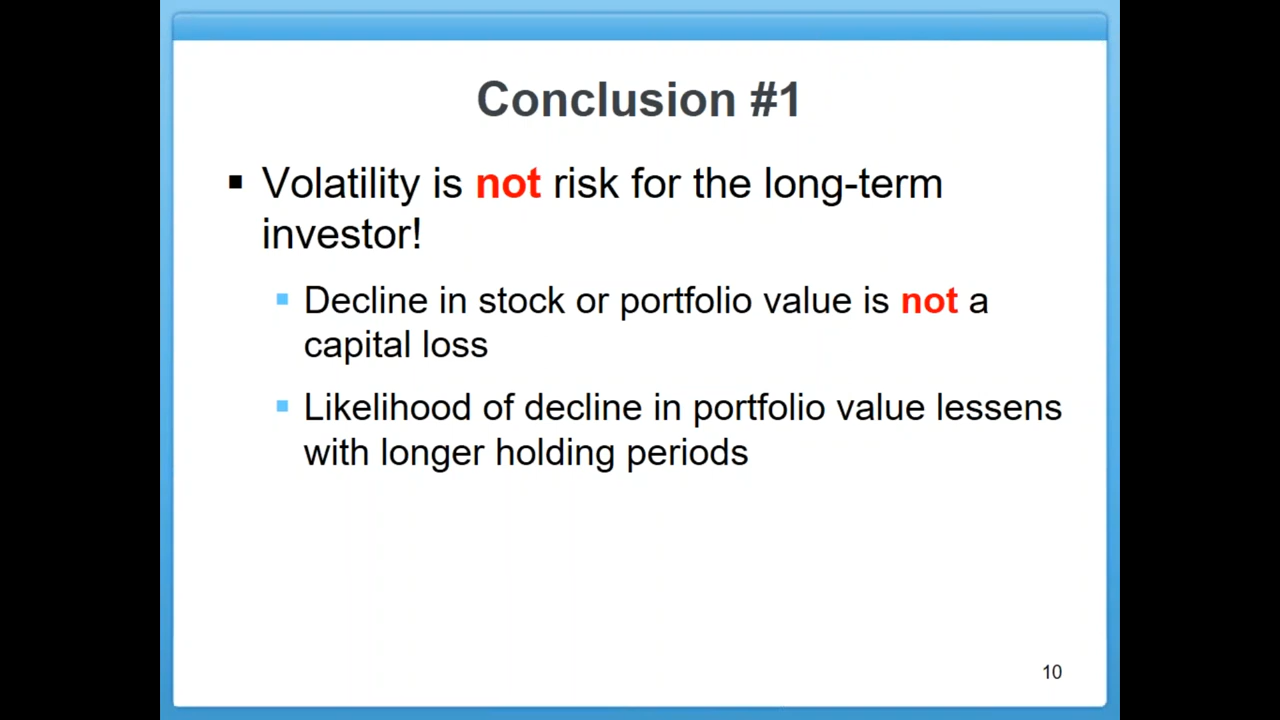 Conclusion #1
▪ Volatility is not risk for the long-term
investor!
▪ Decline in stock or portfolio value is not a
capital loss
▪ Likelihood of decline in portfolio value lessens
with longer holding periods
10